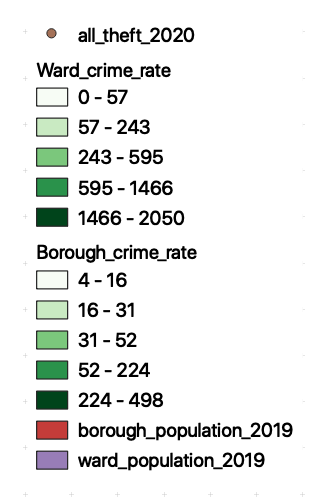 all_theft_2020
Ward_crime_rate
0 - 57
57 - 243
243 - 595
595 - 1466
1466 - 2050
Borough_crime_rate
4 - 16
16 - 31
31 - 52
52 - 224
224 - 498
borough_population_2019
ward_population_2019